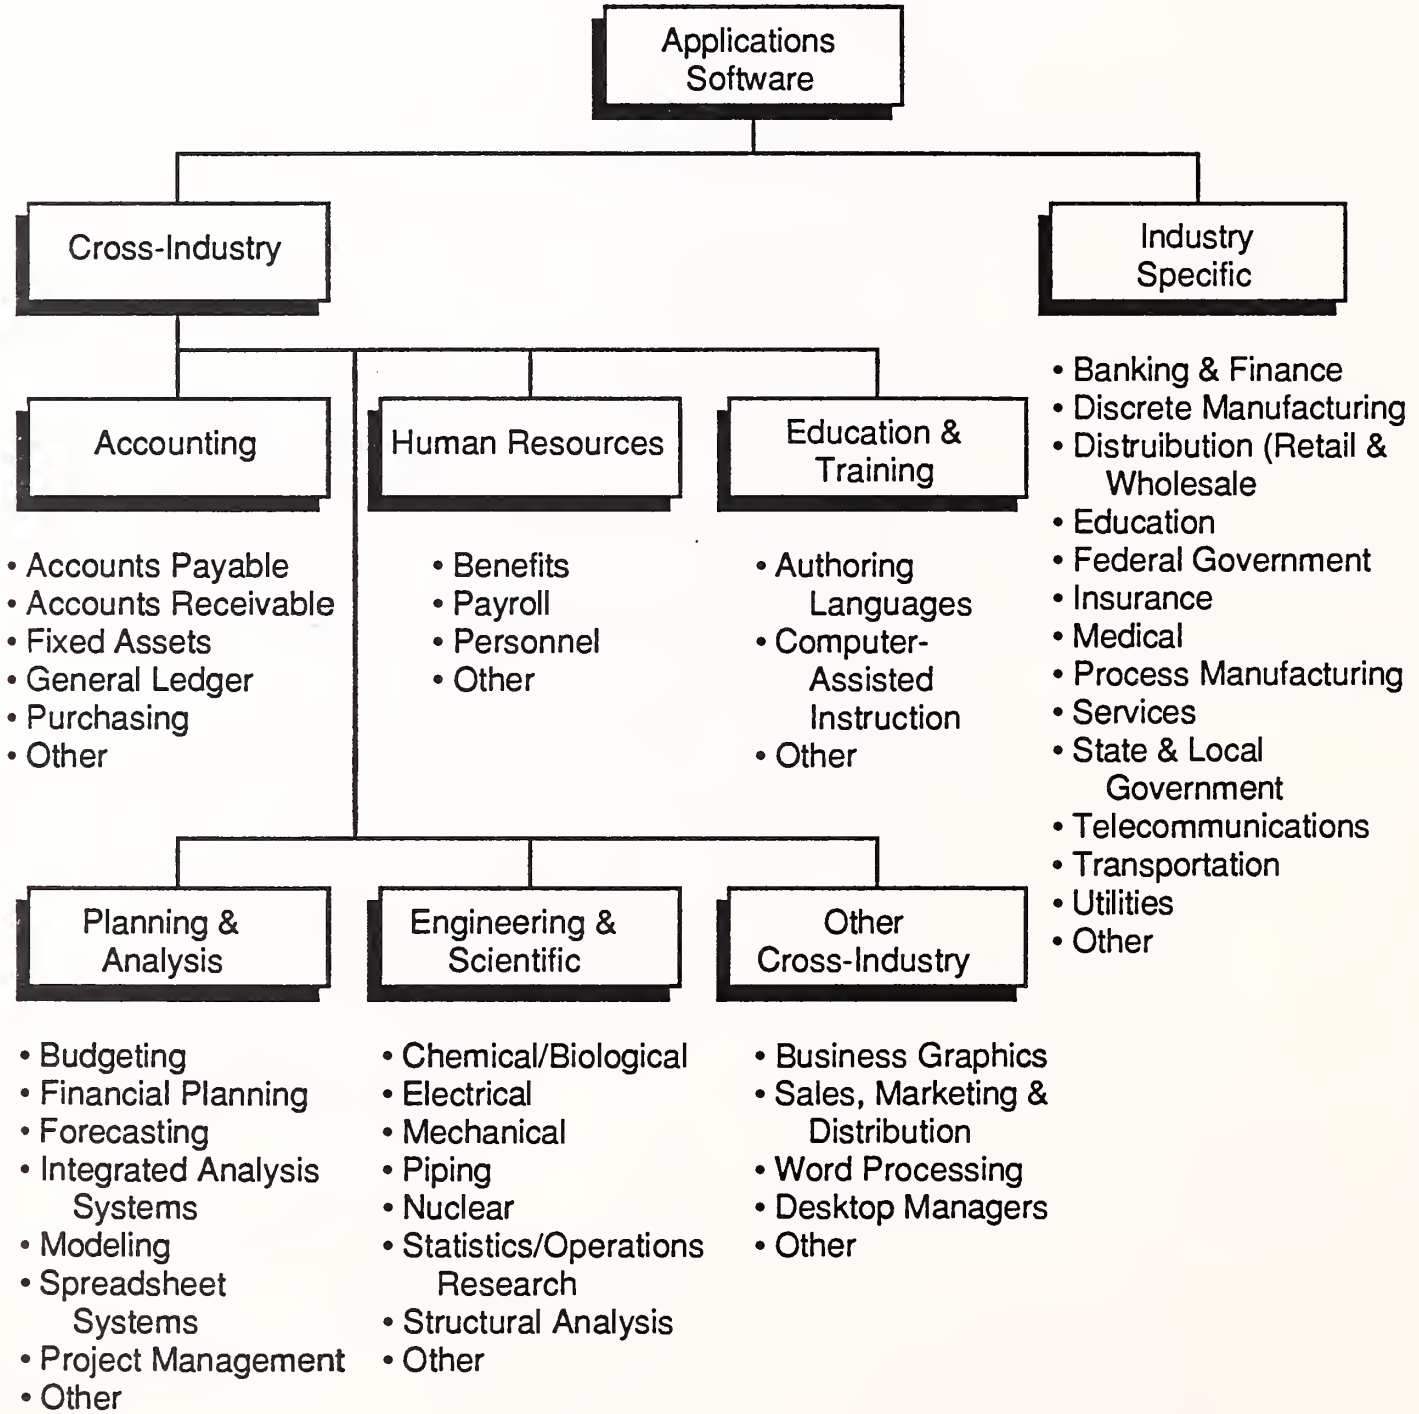 Applications
Software
Cross-Industry
Industry
Specific
Accounting
Human Resources
Education &
Training
• Accounts Payable
• Accounts Receivable
• Fixed Assets
• General Ledger
• Purchasing
• Other
• Benefits
• Payroll
• Personnel
• Other
• Authoring
Languages
• Computer-
Assisted
Instruction
• Other
• Banking & Finance
• Discrete Manufacturing
• Distruibution (Retail &
Wholesale
• Education
• Federal Government
• Insurance
• Medical
• Process Manufacturing
• Services
• State & Local
Government
• Telecommunications
• Transportation
• Utilities
• Other
Planning &
Analysis
Engineering &
Scientific
Other
Cross-Industry
• Budgeting
• Financial Planning
• Forecasting
• Integrated Analysis
Systems
• Modeling
• Spreadsheet
Systems
• Project Management
• Other
• Chemical/Biological
• Electrical
• Mechanical
• Piping
• Nuclear
• Statistics/Operations
Research
• Structural Analysis
• Other
• Business Graphics
• Sales, Marketing &
Distribution
• Word Processing
• Desktop Managers
• Other